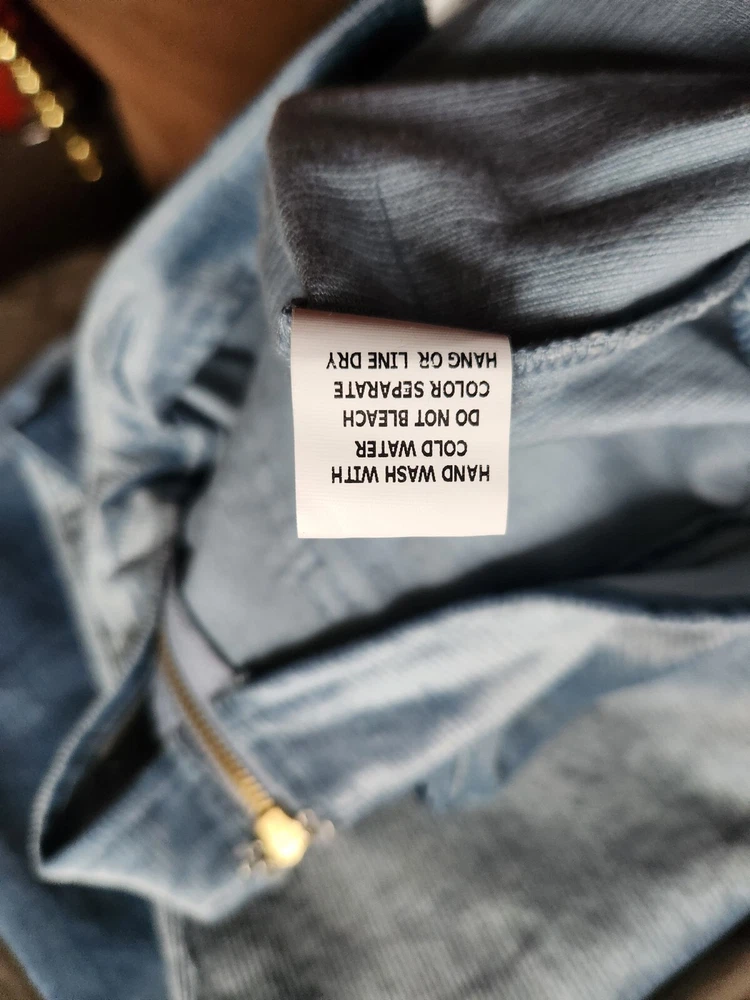 HAND WASH WITH
COLD WATER
DO NOT BLEACH
COLOR SEPARATE
HANG OR LINE DRY